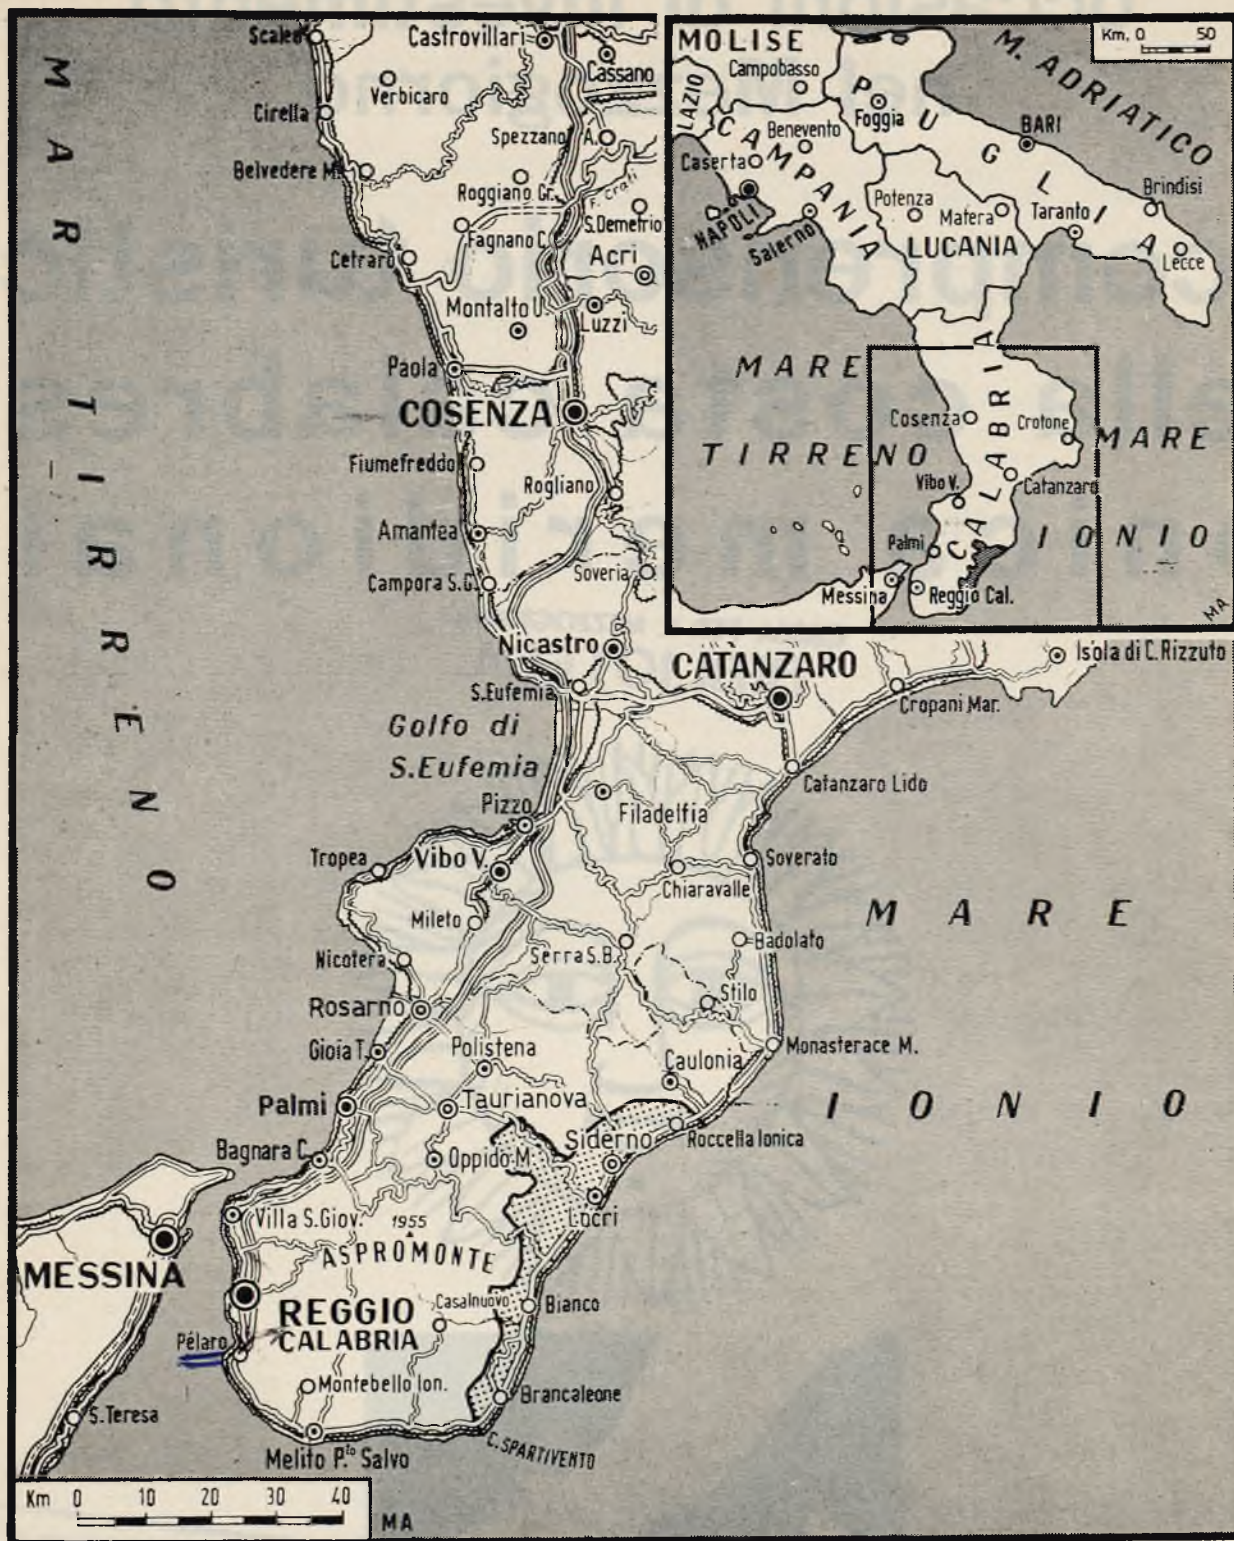 Scalea
Castrovillari
Cassano
Verbicaro
Cirella
Spezzano A.
Belvede M.
Roggiano Gr.
F. Crati
S.Demetrio
Fagnano C.
Cetraro
Acri
Montalto U.
Luzzi
Paola
COSENZA
Fiumefreddo
Rogliano
Amantea
Campora S.G.
Soveria
Nicastro
CATANZARO
Isola di C.Rizzuto
S.Eufemia
Cropani Mar.
Golfo di
S.Eufemia
Catanzaro Lido
Pizzo
Filadelfia
Tropea
Vibo V.
Soverato
Chiaravalle
Mileto
Badolato
Serra S.B.
Nicotera
Stilo
Rosarno
Gioia T.
Polistena
Monasterace M.
Caulonia
Palmi
Taurianova
Siderno
Roccella Ionica
Bagnara C.
Oppido M.
Locri
Villa S.Giov.
1955
ASPROMONTE
MESSINA
REGGIO
CALABRIA
Casalnuovo
Bianco
Pélaro
Montebello Ion.
Brancaleone
S.Teresa
Melito P.to Salvo
C.SPARTIVENTO
MAR TIRRENO
MARE
IONIO
Km 0 10 20 30 40
MA
Km. 0 50
MOLISE
Campobasso
M. ADRIATICO
LAZIO
PUGLIA
Foggia
CAMPANIA
Benevento
BARI
Caserta
Brindisi
Potenza
Matera
Taranto
NAPOLI
Salerno
LUCANIA
Lecce
MARE
TIRRENO
CALABRIA
Cosenza
Crotone
MARE
IONIO
Vibo V.
Catanzaro
Palmi
Messina
Reggio Cal.
MA